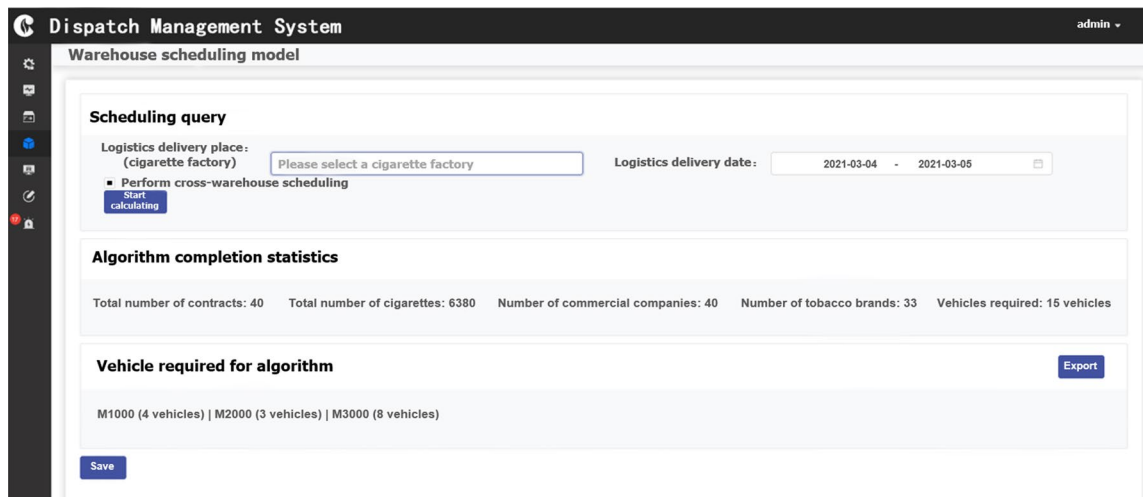 Dispatch Management System
admin
Warehouse scheduling model
Scheduling query
Logistics delivery place:
(cigarette factory)
Please select a cigarette factory
Logistics delivery date:
2021-03-04 - 2021-03-05
Perform cross-warehouse scheduling
Start
calculating
17
Algorithm completion statistics
Total number of contracts: 40 Total number of cigarettes: 6380 Number of commercial companies: 40 Number of tobacco brands: 33 Vehicles required: 15 vehicles
Vehicle required for algorithm
Export
M1000 (4 vehicles) | M2000 (3 vehicles) | M3000 (8 vehicles)
Save